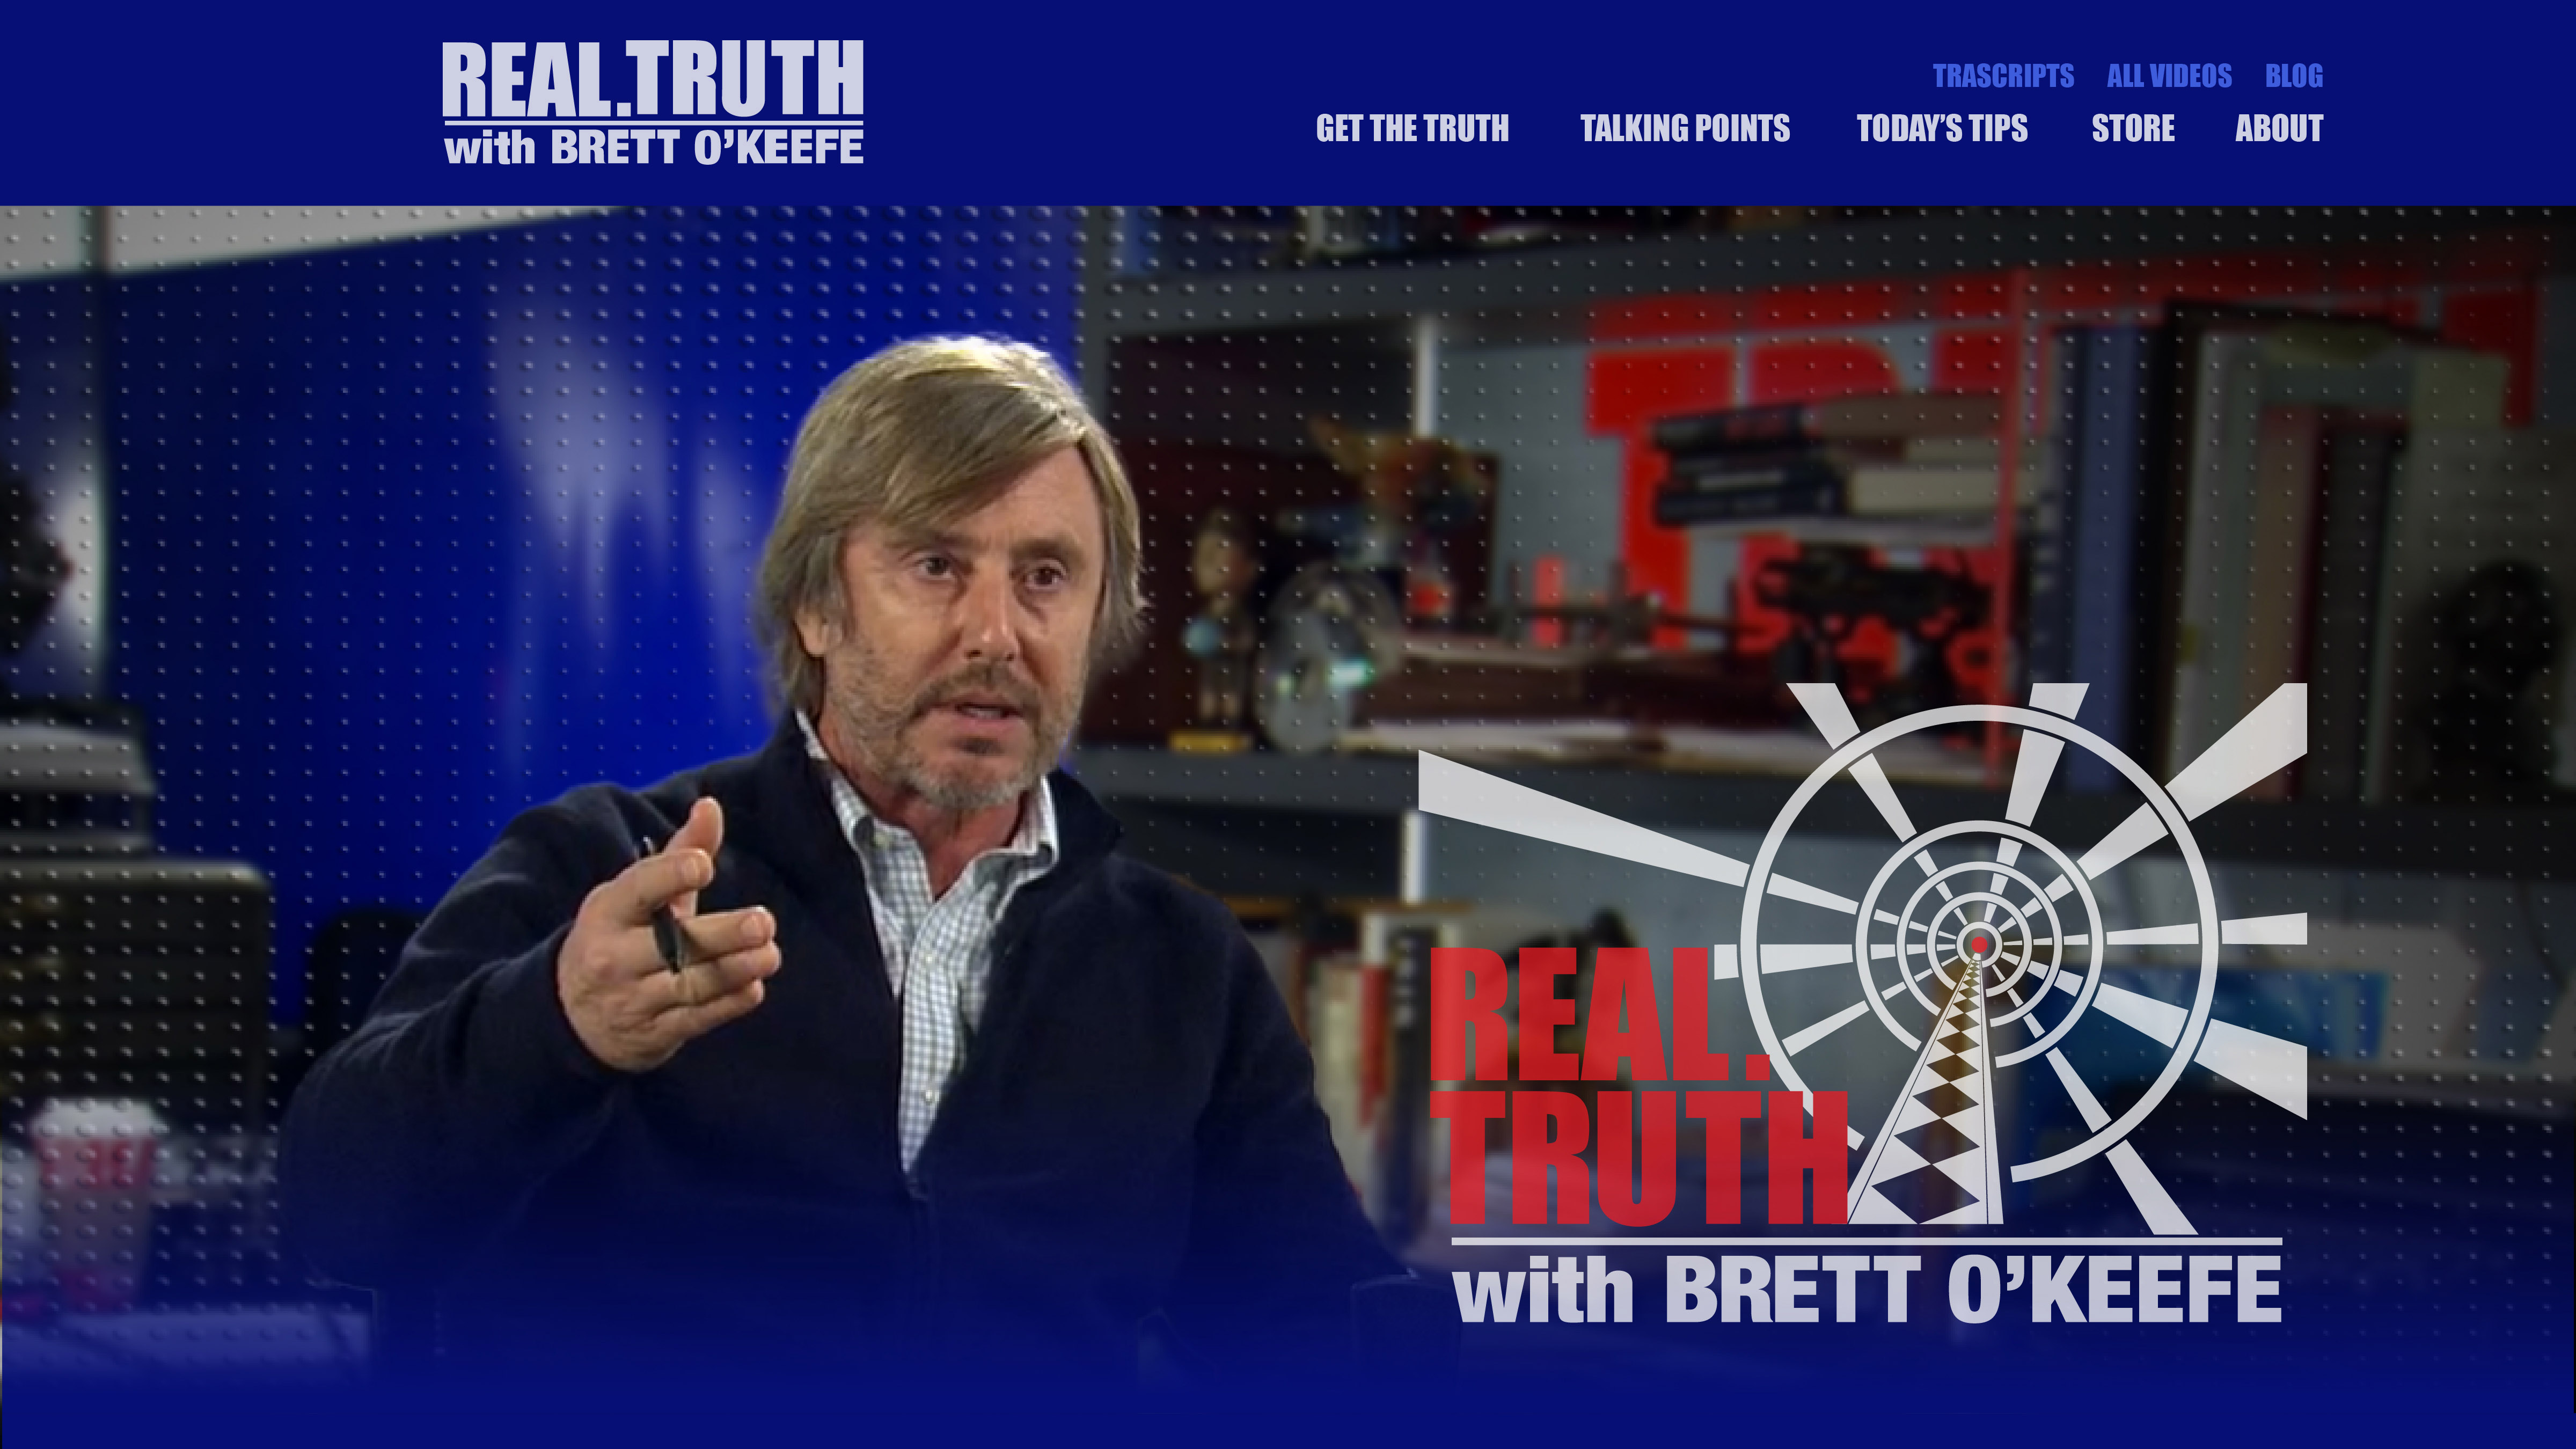 REAL.TRUTH
with BRETT O'KEEFE
TRASCRIPTS ALL VIDEOS BLOG
GET THE TRUTH TALKING POINTS TODAY'S TIPS STORE ABOUT
REAL.
TRUTH
with BRETT O'KEEFE